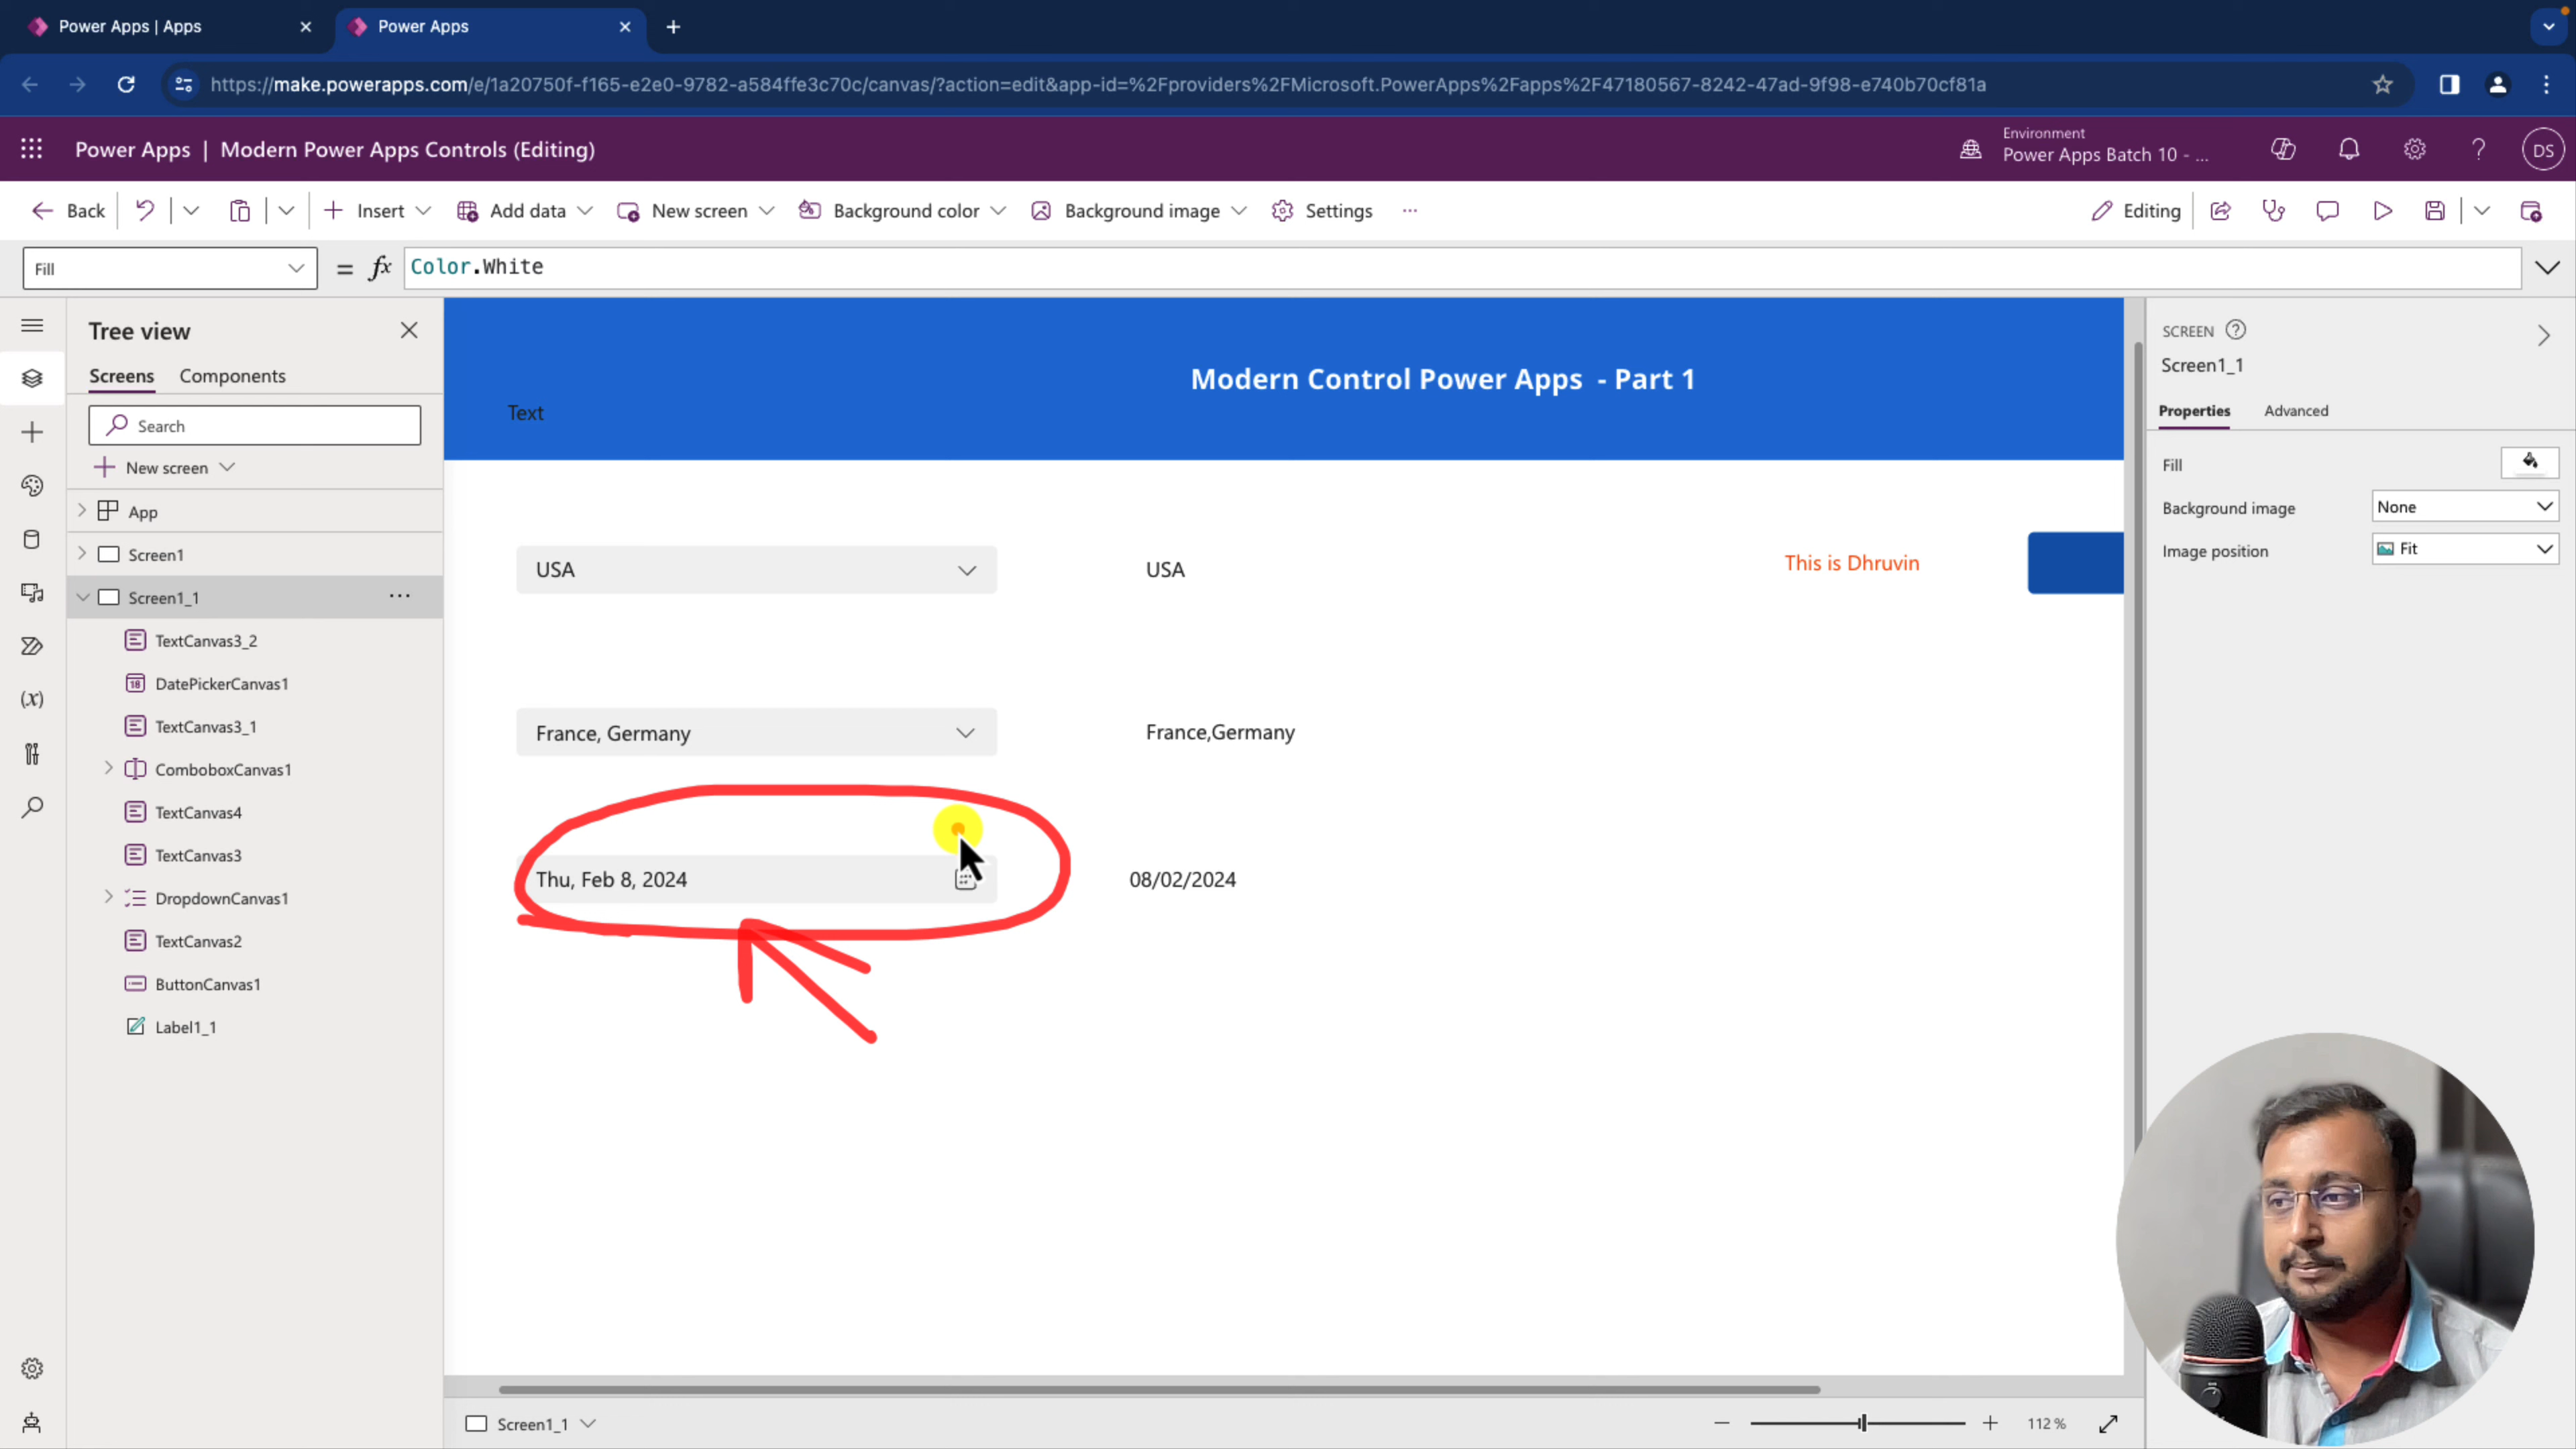 Power Apps | Apps
Power Apps
https://make.powerapps.com/e/1a20750f-f165-e2e0-9782-a584ffe3c70c/canvas/?action=edit&app-id=%2Fproviders%2FMicrosoft.PowerApps%2Fapps%2F47180567-8242-47ad-9f98-e740b70cf81a
Power Apps | Modern Power Apps Controls (Editing)
Environment
Power Apps Batch 10 - ...
DS
Back
Insert
Add data
New screen
Background color
Background image
Settings
...
Editing
Fill
= fx Color.White
Tree view
Screens
Components
Search
New screen
App
Screen1
Screen1_1
...
TextCanvas3_2
18 DatePickerCanvas1
TextCanvas3_1
ComboboxCanvas1
TextCanvas4
TextCanvas3
DropdownCanvas1
TextCanvas2
ButtonCanvas1
Label1_1
(x)
Modern Control Power Apps - Part 1
Text
USA
USA
This is Dhruvin
France, Germany
France,Germany
Thu, Feb 8, 2024
08/02/2024
SCREEN
Screen1_1
Properties
Advanced
Fill
Background image
None
Image position
Fit
Screen1_1
112 %